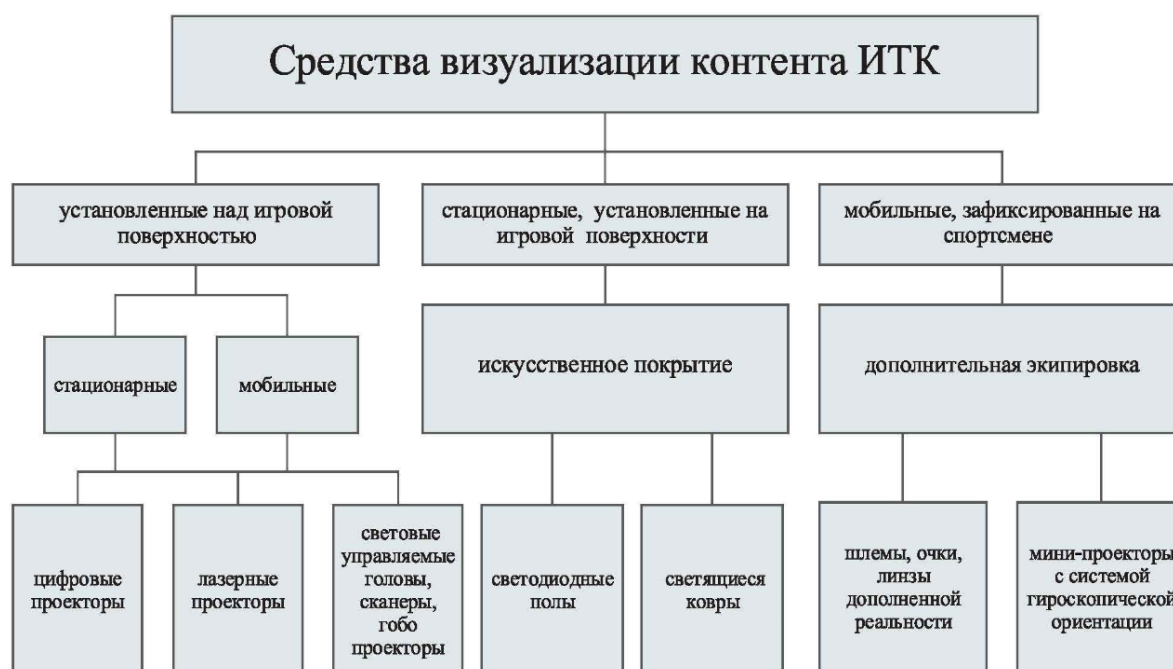 Средства визуализации контента ИТК
установленные над игровой
поверхностью
стационарные, установленные на
игровой поверхности
мобильные, зафиксированные на
спортсмене
стационарные
мобильные
искусственное покрытие
дополнительная экипировка
цифровые
проекторы
лазерные
проекторы
световые
управляемые
головы,
сканеры,
гобо
проекторы
светодиодные
полы
светящиеся
ковры
шлемы, очки,
линзы
дополненной
реальности
мини-проекторы
с системой
гироскопической
ориентации